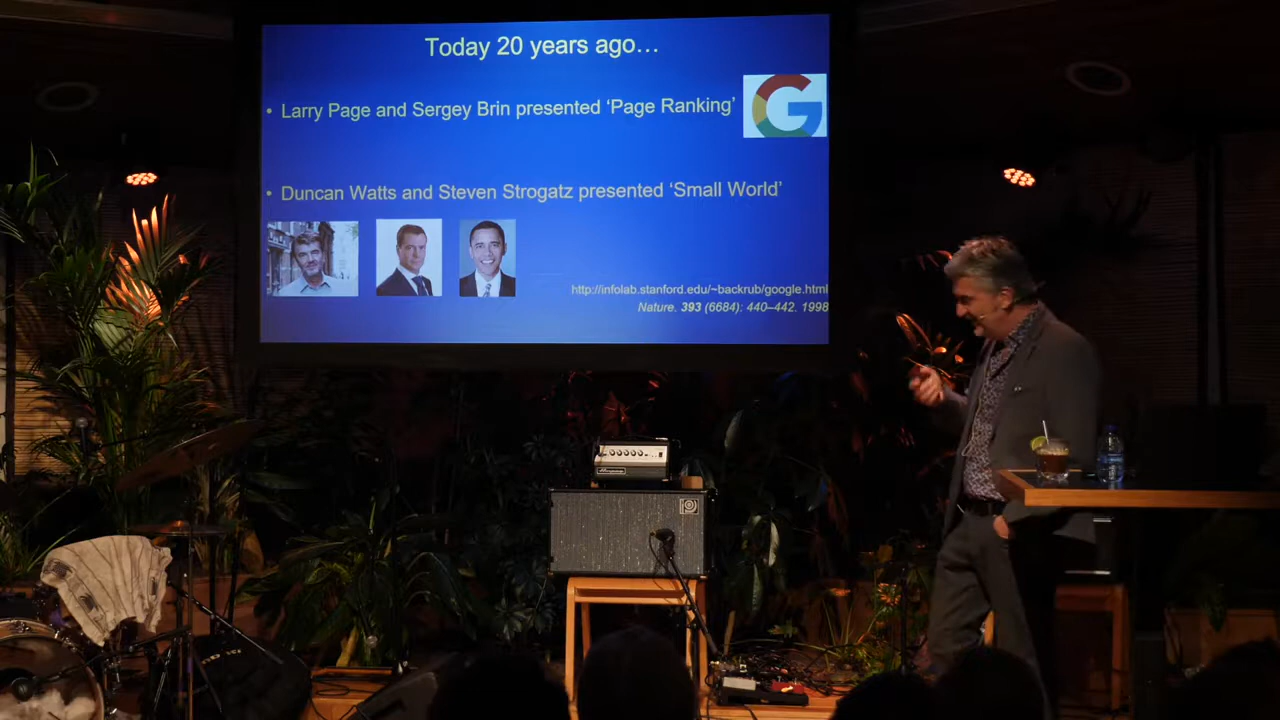 Today 20 years ago…
• Larry Page and Sergey Brin presented ‘Page Ranking’
G
• Duncan Watts and Steven Strogatz presented ‘Small World’
http://infolab.stanford.edu/~backrub/google.html
Nature. 393 (6684): 440–442. 1998
Ampeg